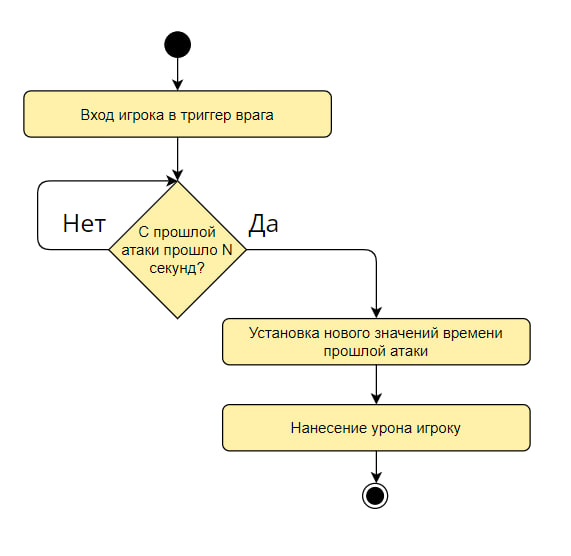 Вход игрока в триггер врага
Нет
Да
С прошлой
атаки прошло N
секунд?
Установка нового значений времени
прошлой атаки
Нанесение урона игроку